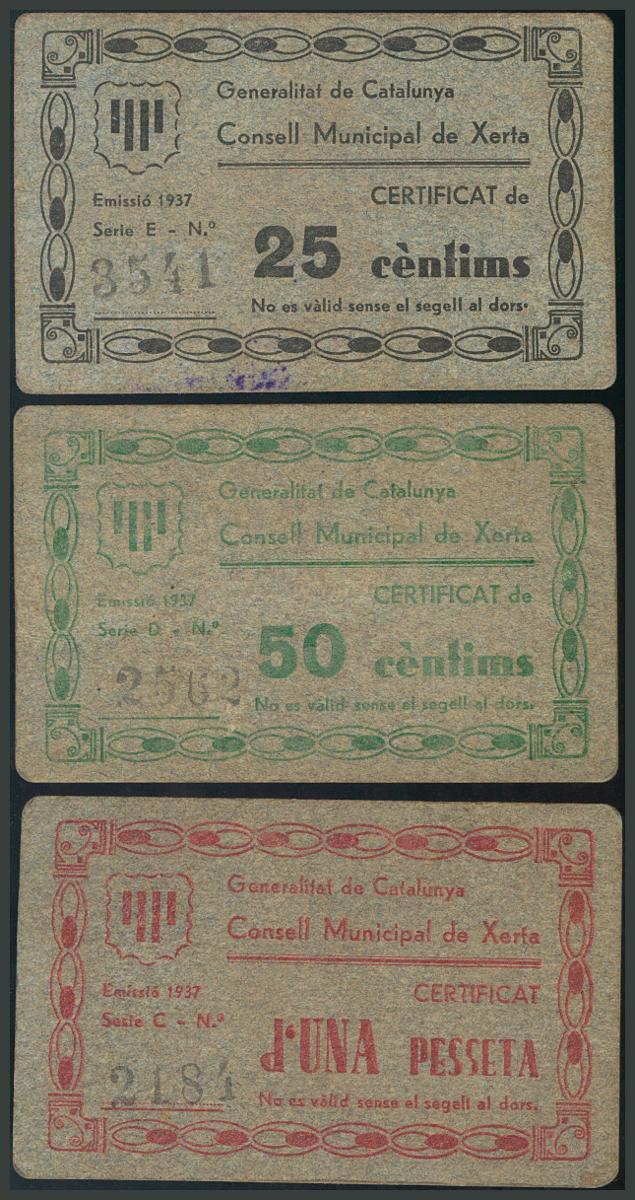 Generalitat de Catalunya
Consell Municipal de Xerta
Emissió 1937
CERTIFICAT de
Serie E - N.º
3541
25 cèntims
No es vàlid sense el segell al dors.
Generalitat de Catalunya
Consell Municipal de Xerta
Emissió 1937
CERTIFICAT de
Serie D - N.º
2562
50 cèntims
No es vàlid sense el segell al dors.
Generalitat de Catalunya
Consell Municipal de Xerta
Emissió 1937
CERTIFICAT
Serie C - N.º
2184
d'UNA PESSETA
No es vàlid sense el segell al dors.